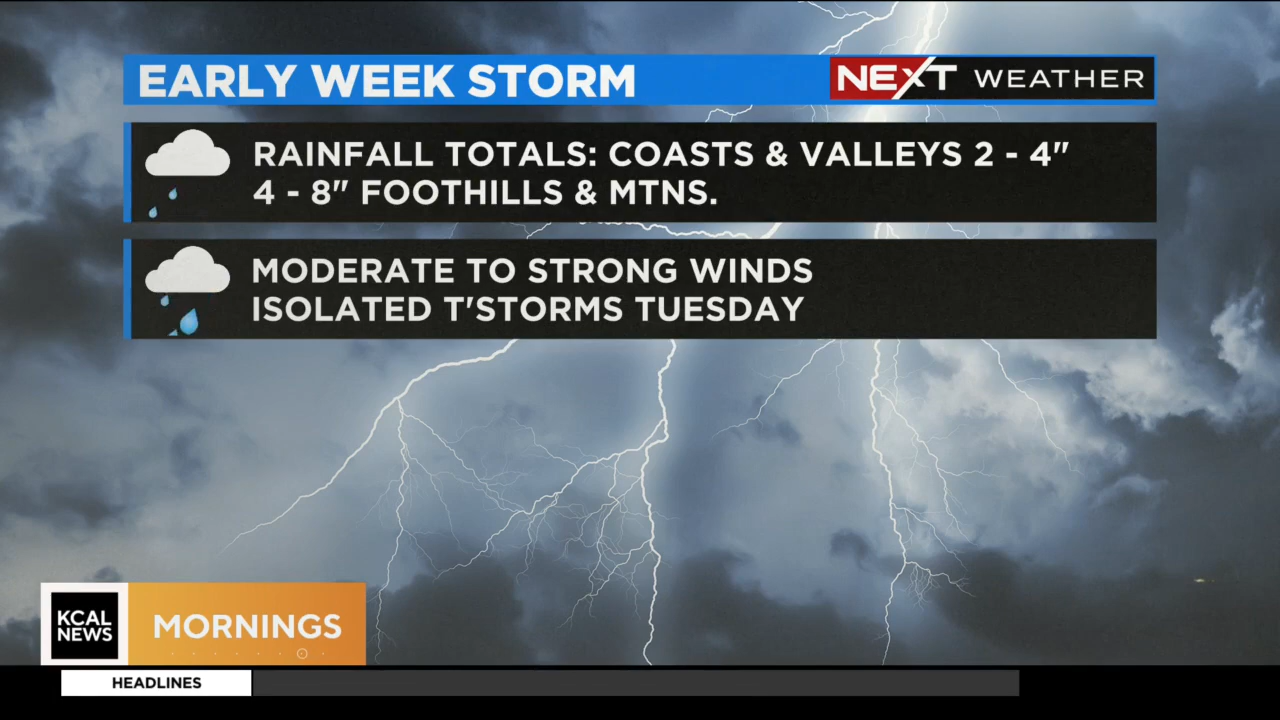 EARLY WEEK STORM
NEXT WEATHER
RAINFALL TOTALS: COASTS & VALLEYS 2 - 4"
4 - 8" FOOTHILLS & MTNS.
MODERATE TO STRONG WINDS
ISOLATED T'STORMS TUESDAY
KCAL
NEWS
MORNINGS
HEADLINES